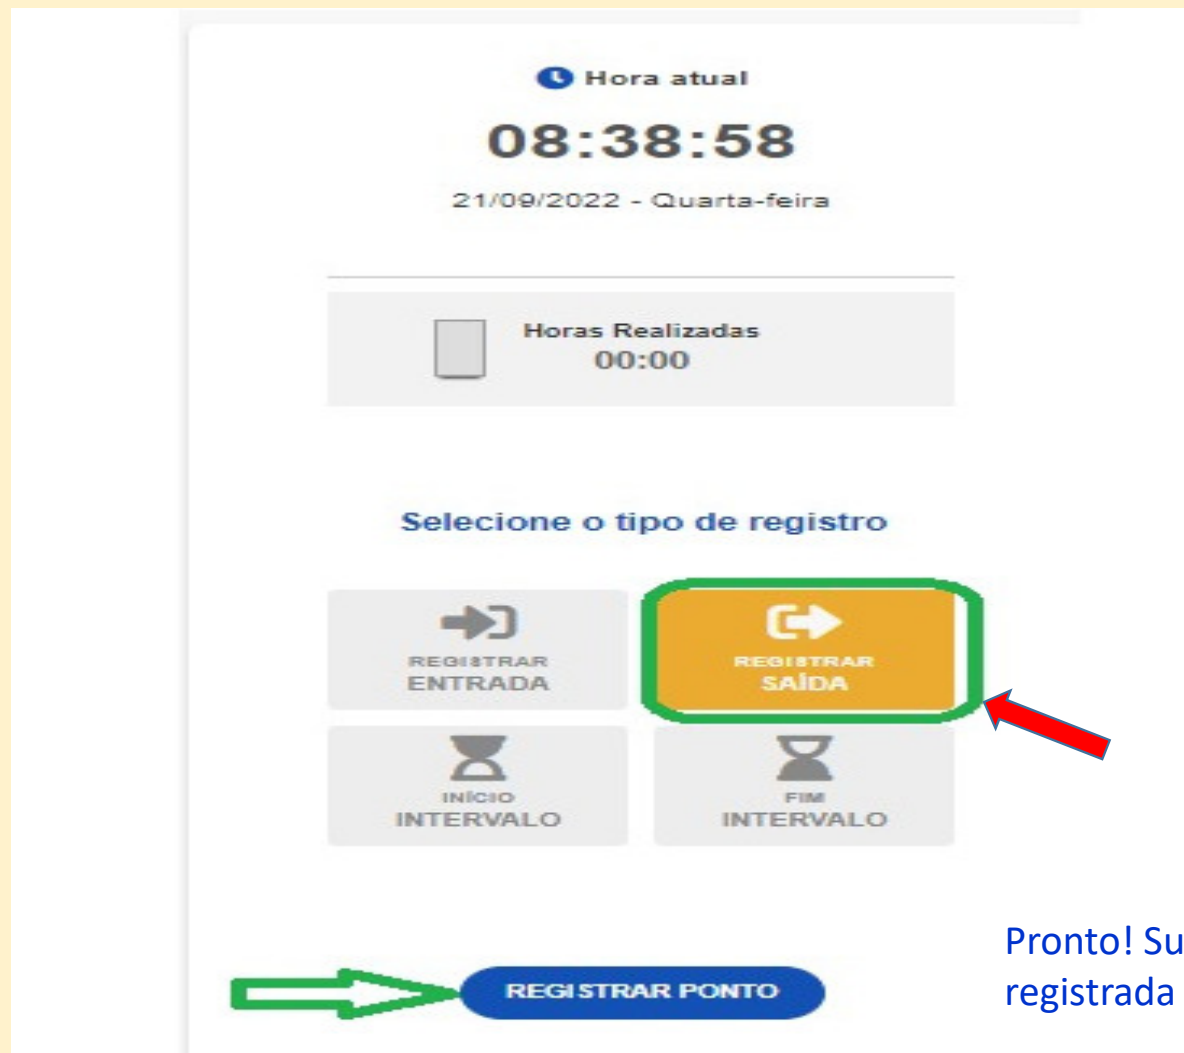 Hora atual
08:38:58
21/09/2022 - Quarta-feira
Horas Realizadas
00:00
Selecione o tipo de registro
REGISTRAR
ENTRADA
REGISTRAR
SAÍDA
INÍCIO
INTERVALO
FIM
INTERVALO
REGISTRAR PONTO
Pronto! Su
registrada